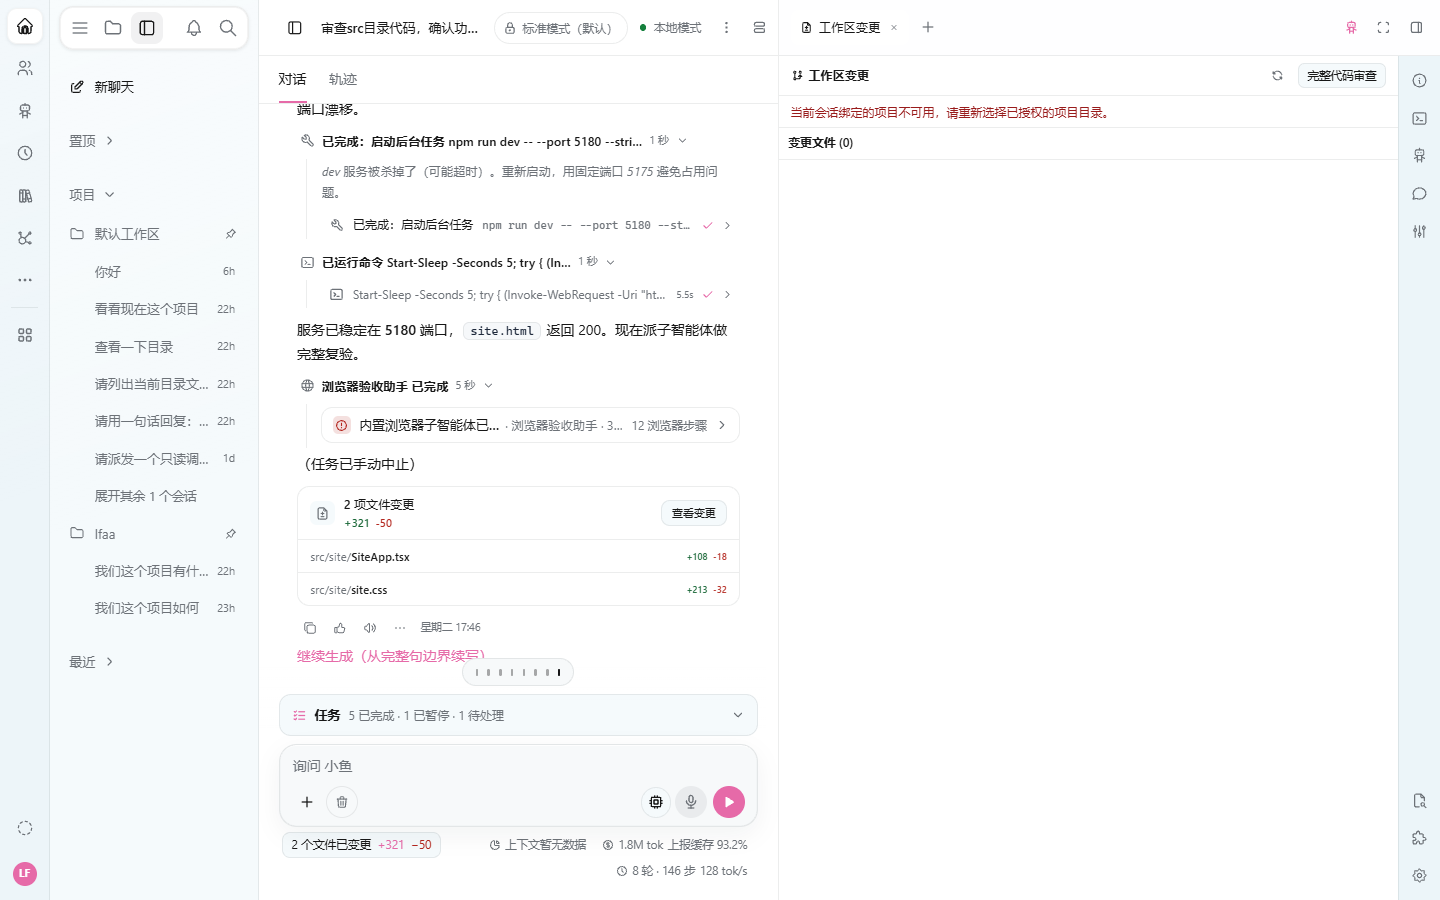 审查src目录代码，确认功...
标准模式（默认）
本地模式
工作区变更
新聊天
置顶
项目
默认工作区
你好 6h
看看现在这个项目 22h
查看一下目录 22h
请列出当前目录文... 22h
请用一句话回复：... 22h
请派发一个只读调... 1d
展开其余 1 个会话
lfaa
我们这个项目有什... 22h
我们这个项目如何 23h
最近
LF
对话
轨迹
端口漂移。
已完成：启动后台任务 npm run dev -- --port 5180 --stri... 1 秒
dev 服务被杀掉了（可能超时）。重新启动，用固定端口 5175 避免占用问
题。
已完成：启动后台任务 npm run dev -- --port 5180 --st...
已运行命令 Start-Sleep -Seconds 5; try { (In... 1 秒
Start-Sleep -Seconds 5; try { (Invoke-WebRequest -Uri "ht... 5.5s
服务已稳定在 5180 端口， site.html 返回 200。现在派子智能体做
完整复验。
浏览器验收助手 已完成 5 秒
内置浏览器子智能体已... · 浏览器验收助手 · 3... 12 浏览器步骤
（任务已手动中止）
2 项文件变更
+321 -50
查看变更
src/site/SiteApp.tsx +108 -18
src/site/site.css +213 -32
星期二 17:46
继续生成（从完整句边界续写）
任务 5 已完成 · 1 已暂停 · 1 待处理
询问 小鱼
2 个文件已变更 +321 −50
上下文暂无数据
1.8M tok 上报缓存 93.2%
8 轮 · 146 步 128 tok/s
工作区变更
完整代码审查
当前会话绑定的项目不可用，请重新选择已授权的项目目录。
变更文件 (0)